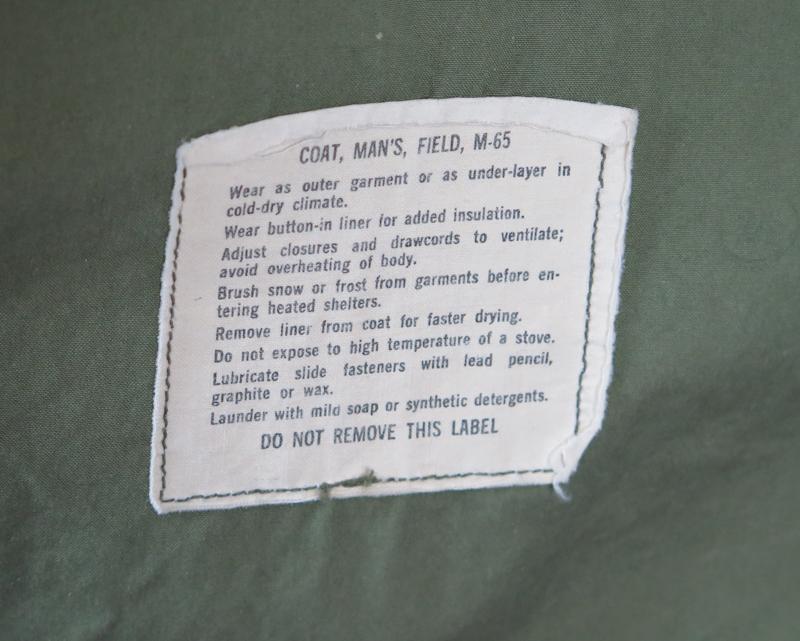 COAT, MAN'S, FIELD, M-65
Wear as outer garment or as under-layer in
cold-dry climate.
Wear button-in liner for added insulation.
Adjust closures and drawcords to ventilate;
avoid overheating of body.
Brush snow or frost from garments before en-
tering heated shelters.
Remove liner from coat for faster drying.
Do not expose to high temperature of a stove.
Lubricate slide fasteners with lead pencil,
graphite or wax.
Launder with mild soap or synthetic detergents.
DO NOT REMOVE THIS LABEL